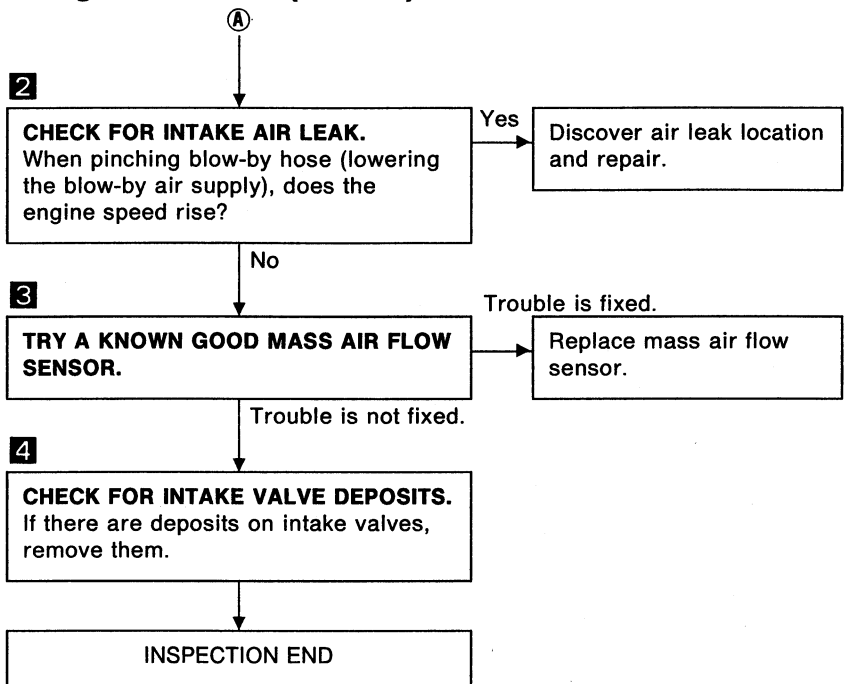 Ⓐ
2
CHECK FOR INTAKE AIR LEAK.
When pinching blow-by hose (lowering
the blow-by air supply), does the
engine speed rise?
Yes
Discover air leak location
and repair.
No
3
TRY A KNOWN GOOD MASS AIR FLOW
SENSOR.
Trouble is fixed.
Replace mass air flow
sensor.
Trouble is not fixed.
4
CHECK FOR INTAKE VALVE DEPOSITS.
If there are deposits on intake valves,
remove them.
INSPECTION END